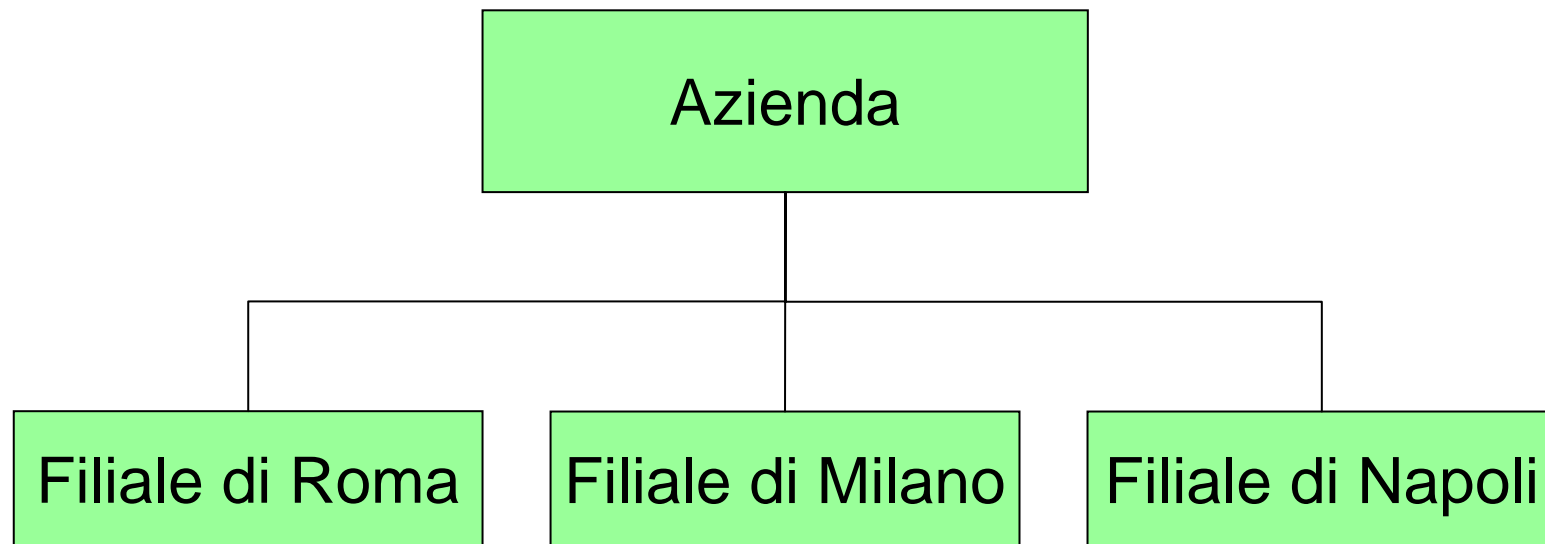 Azienda
Filiale di Roma
Filiale di Milano
Filiale di Napoli